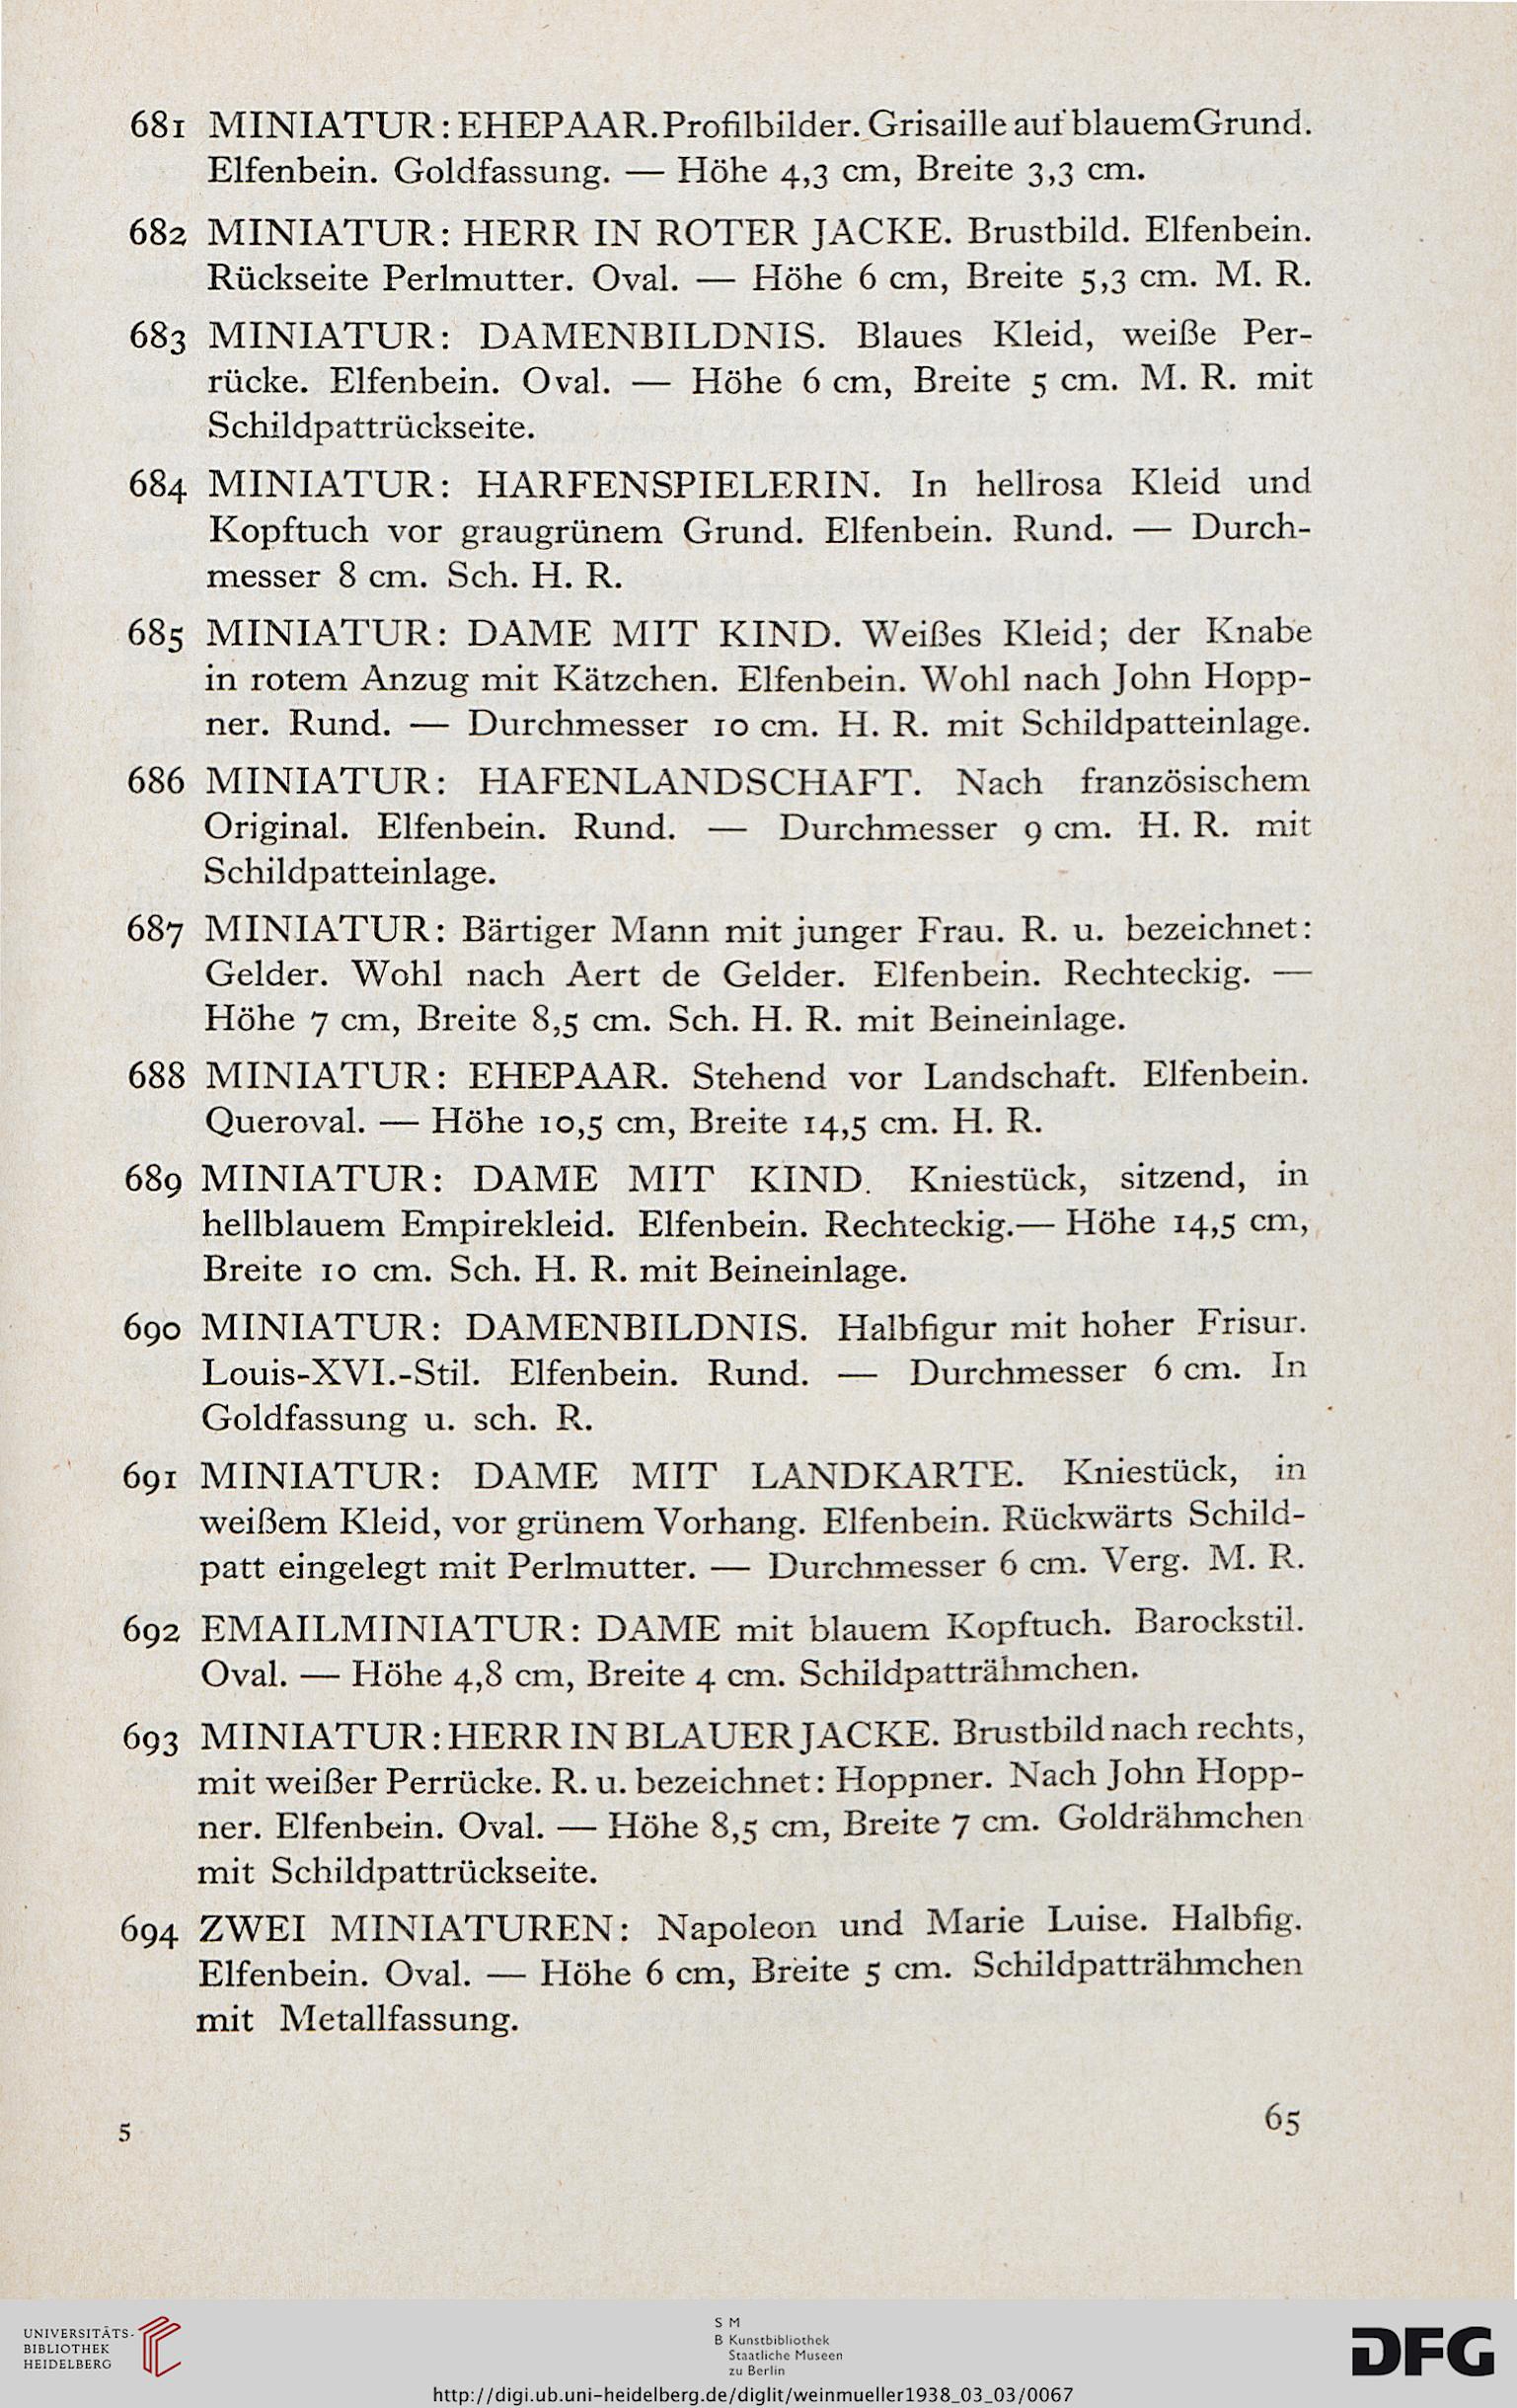 681 MINIATUR: EHEPAAR. Profilbilder. Grisaille auf blauem Grund.
Elfenbein. Goldfassung. — Höhe 4,3 cm, Breite 3,3 cm.
682 MINIATUR: HERR IN ROTER JACKE. Brustbild. Elfenbein.
Rückseite Perlmutter. Oval. — Höhe 6 cm, Breite 5,3 cm. M. R.
683 MINIATUR: DAMENBILDNIS. Blaues Kleid, weiße Per-
rücke. Elfenbein. Oval. — Höhe 6 cm, Breite 5 cm. M. R. mit
Schildpattrückseite.
684 MINIATUR: HARFENSPIELERIN. In hellrosa Kleid und
Kopftuch vor graugrünem Grund. Elfenbein. Rund. — Durch-
messer 8 cm. Sch. H. R.
685 MINIATUR: DAME MIT KIND. Weißes Kleid; der Knabe
in rotem Anzug mit Kätzchen. Elfenbein. Wohl nach John Hopp-
ner. Rund. — Durchmesser 10 cm. H. R. mit Schildpatteinlage.
686 MINIATUR: HAFENLANDSCHAFT. Nach französischem
Original. Elfenbein. Rund. — Durchmesser 9 cm. H. R. mit
Schildpatteinlage.
687 MINIATUR: Bärtiger Mann mit junger Frau. R. u. bezeichnet:
Gelder. Wohl nach Aert de Gelder. Elfenbein. Rechteckig. —
Höhe 7 cm, Breite 8,5 cm. Sch. H. R. mit Beineinlage.
688 MINIATUR: EHEPAAR. Stehend vor Landschaft. Elfenbein.
Queroval. — Höhe 10,5 cm, Breite 14,5 cm. H. R.
689 MINIATUR: DAME MIT KIND. Kniestück, sitzend, in
hellblauem Empirekleid. Elfenbein. Rechteckig.— Höhe 14,5 cm,
Breite 10 cm. Sch. H. R. mit Beineinlage.
690 MINIATUR: DAMENBILDNIS. Halbfigur mit hoher Frisur.
Louis-XVI.-Stil. Elfenbein. Rund. — Durchmesser 6 cm. In
Goldfassung u. sch. R.
691 MINIATUR: DAME MIT LANDKARTE. Kniestück, in
weißem Kleid, vor grünem Vorhang. Elfenbein. Rückwärts Schild-
patt eingelegt mit Perlmutter. — Durchmesser 6 cm. Verg. M. R.
692 EMAILMINIATUR: DAME mit blauem Kopftuch. Barockstil.
Oval. — Höhe 4,8 cm, Breite 4 cm. Schildpatträhmchen.
693 MINIATUR: HERR IN BLAUER JACKE. Brustbild nach rechts,
mit weißer Perrücke. R. u. bezeichnet: Hoppner. Nach John Hopp-
ner. Elfenbein. Oval. — Höhe 8,5 cm, Breite 7 cm. Goldrähmchen
mit Schildpattrückseite.
694 ZWEI MINIATUREN: Napoleon und Marie Luise. Halbfig.
Elfenbein. Oval. — Höhe 6 cm, Breite 5 cm. Schildpatträhmchen
mit Metallfassung.
5
65
UNIVERSITÄTS-
BIBLIOTHEK
HEIDELBERG
S M
B Kunstbibliothek
Staatliche Museen
zu Berlin
DFG
http://digi.ub.uni-heidelberg.de/diglit/weinmueller1938_03_03/0067